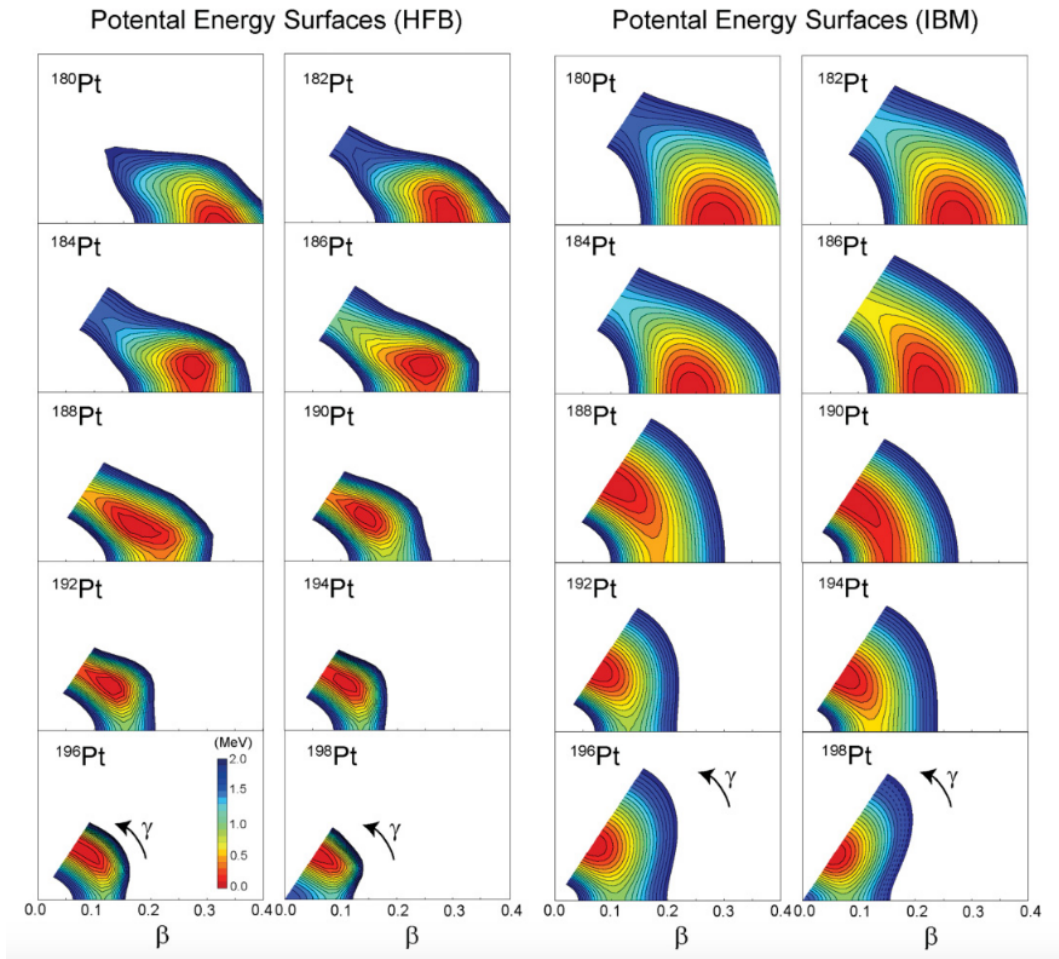 Potental Energy Surfaces (HFB)
Potential Energy Surfaces (IBM)
¹⁸⁰Pt
¹⁸²Pt
¹⁸⁰Pt
¹⁸²Pt
¹⁸⁴Pt
¹⁸⁶Pt
¹⁸⁴Pt
¹⁸⁶Pt
¹⁸⁸Pt
¹⁹⁰Pt
¹⁸⁸Pt
¹⁹⁰Pt
¹⁹²Pt
¹⁹⁴Pt
¹⁹²Pt
¹⁹⁴Pt
¹⁹⁶Pt
(MeV)
2.0
1.5
1.0
0.5
0.0
γ
¹⁹⁸Pt
γ
¹⁹⁶Pt
γ
¹⁹⁸Pt
γ
0.0 0.1 0.2 0.3 0.4 0.1 0.2 0.3 0.4
0.0 0.1 0.2 0.3 0.4 0.1 0.2 0.3 0.4
β
β
β
β